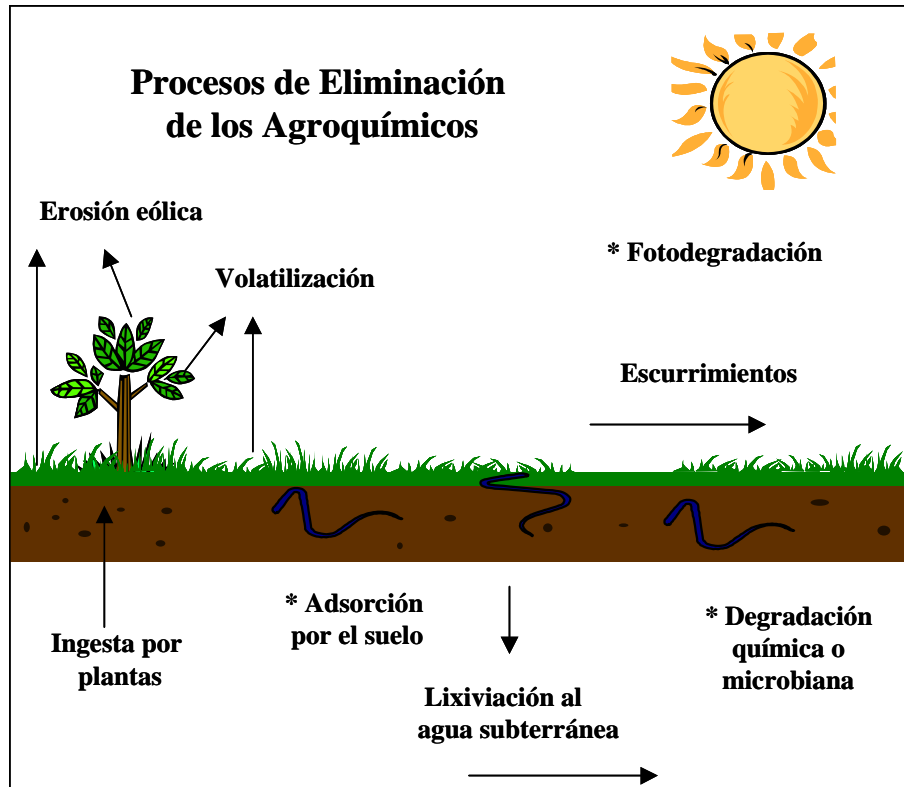 Procesos de Eliminación
de los Agroquímicos
Erosión eólica
* Fotodegradación
Volatilización
Escurrimientos
* Adsorción
por el suelo
* Degradación
química o
microbiana
Ingesta por
plantas
Lixiviación al
agua subterránea